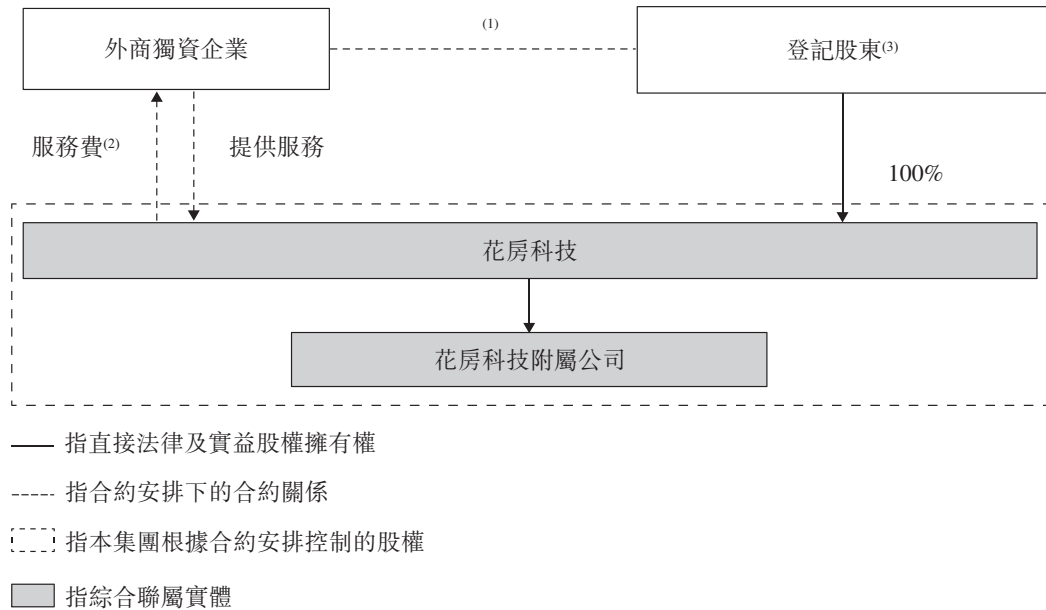 (1)
外商獨資企業
登記股東(3)
服務費(2)
提供服務
100%
花房科技
花房科技附屬公司
指直接法律及實益股權擁有權
指合約安排下的合約關係
指本集團根據合約安排控制的股權
指綜合聯屬實體